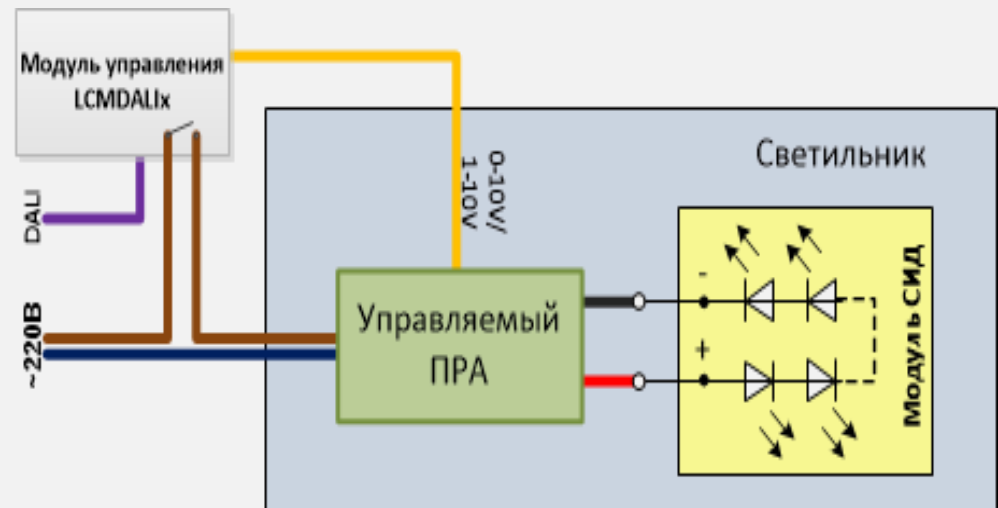 Модуль управления
LCMDALIx
DALI
~220В
0-10V/
1-10V
Светильник
Управляемый
ПРА
-
+
Модуль СИД